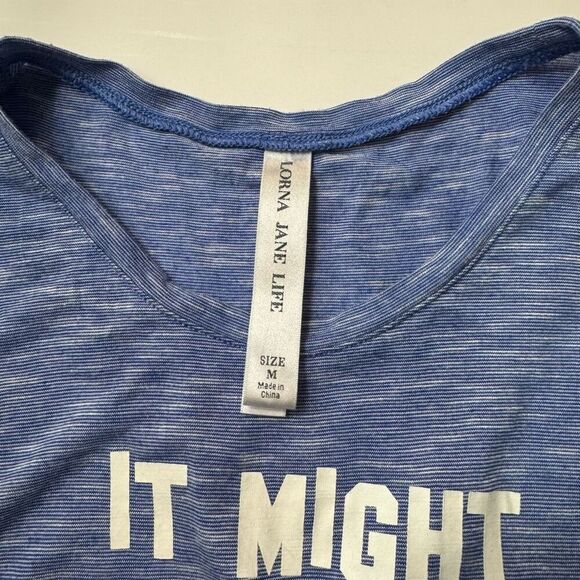 LORNA JANE LIFE
SIZE
M
Made in
China
IT MIGHT